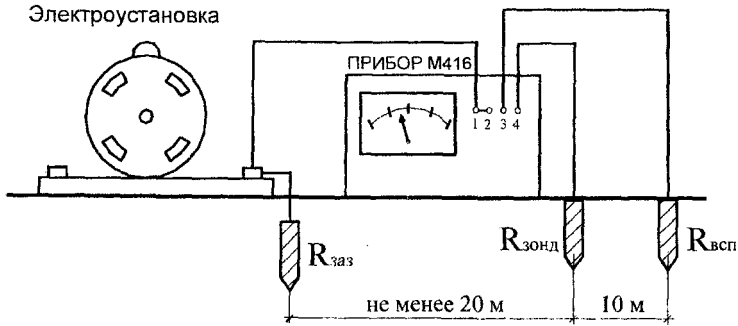 Электроустановка
ПРИБОР М416
1 2 3 4
Rзаз
Rзонд
Rвсп
не менее 20 м
10 м